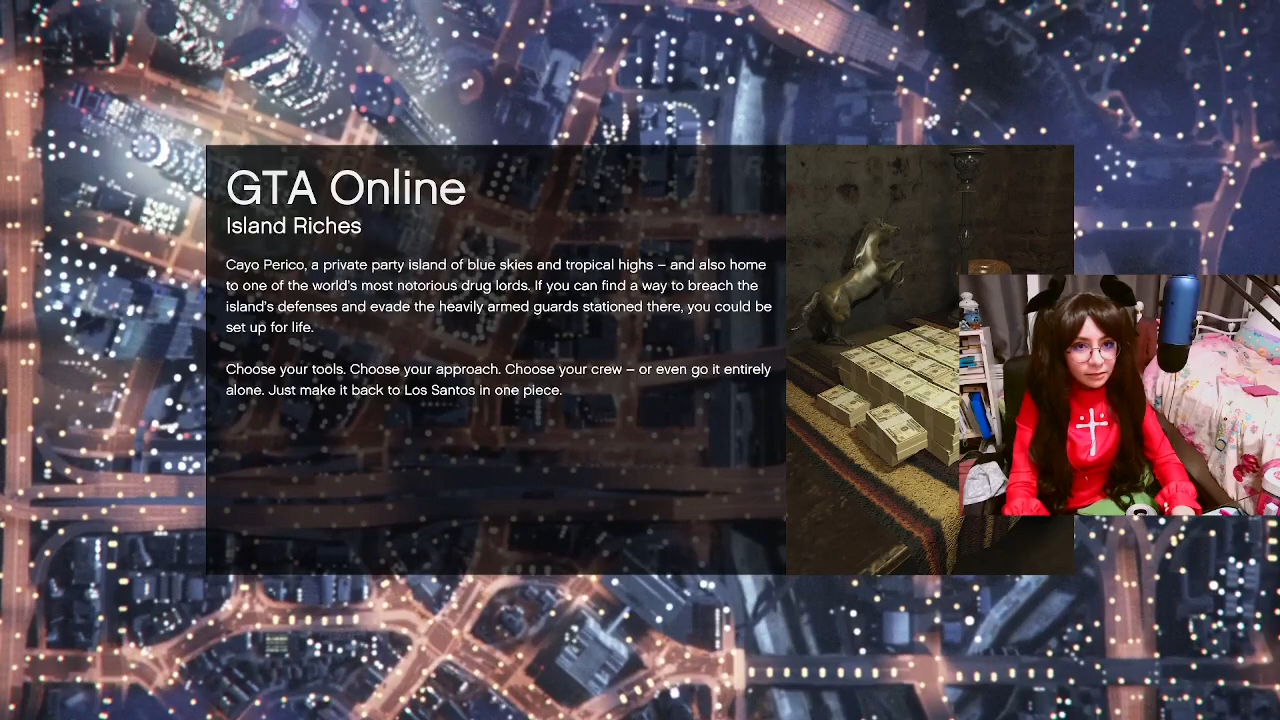 GTA Online
Island Riches
Cayo Perico, a private party island of blue skies and tropical highs – and also home
to one of the world's most notorious drug lords. If you can find a way to breach the
island's defenses and evade the heavily armed guards stationed there, you could be
set up for life.
Choose your tools. Choose your approach. Choose your crew – or even go it entirely
alone. Just make it back to Los Santos in one piece.